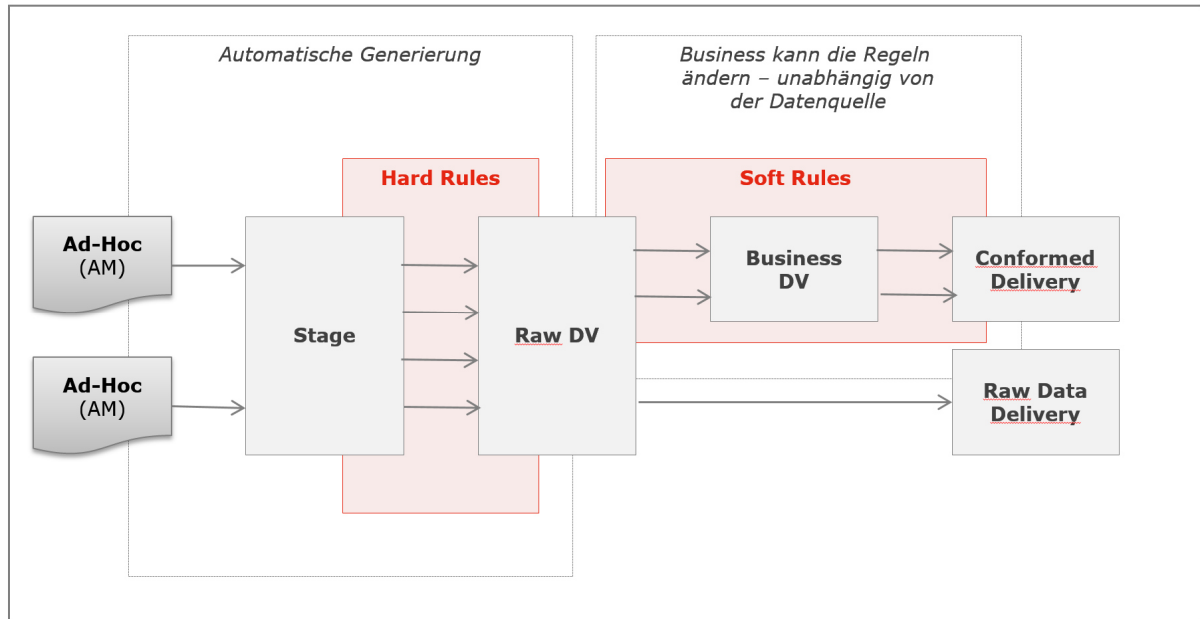 Automatische Generierung
Business kann die Regeln
ändern – unabhängig von
der Datenquelle
Hard Rules
Soft Rules
Ad-Hoc
(AM)
Ad-Hoc
(AM)
Stage
Raw DV
Business
DV
Conformed
Delivery
Raw Data
Delivery